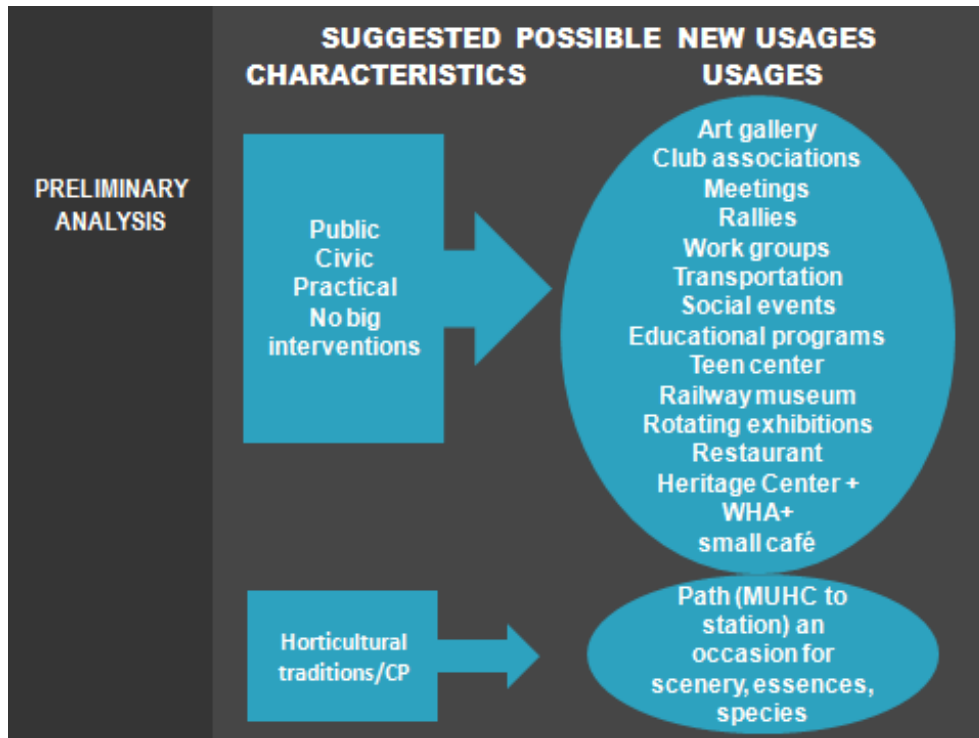 SUGGESTED POSSIBLE NEW USAGES
CHARACTERISTICS USAGES
PRELIMINARY
ANALYSIS
Public
Civic
Practical
No big
interventions
Art gallery
Club associations
Meetings
Rallies
Work groups
Transportation
Social events
Educational programs
Teen center
Railway museum
Rotating exhibitions
Restaurant
Heritage Center +
WHA+
small café
Horticultural
traditions/CP
Path (MUHC to
station) an
occasion for
scenery, essences,
species